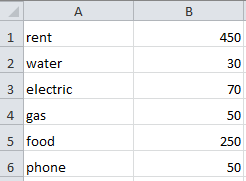 A B
1 rent 450
2 water 30
3 electric 70
4 gas 50
5 food 250
6 phone 50